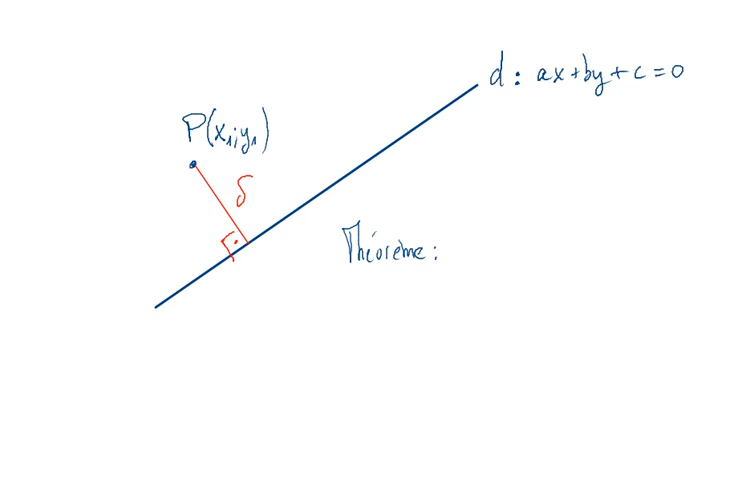 d : ax+by+c=0
P(x₁;y₁)
δ
Théorème :